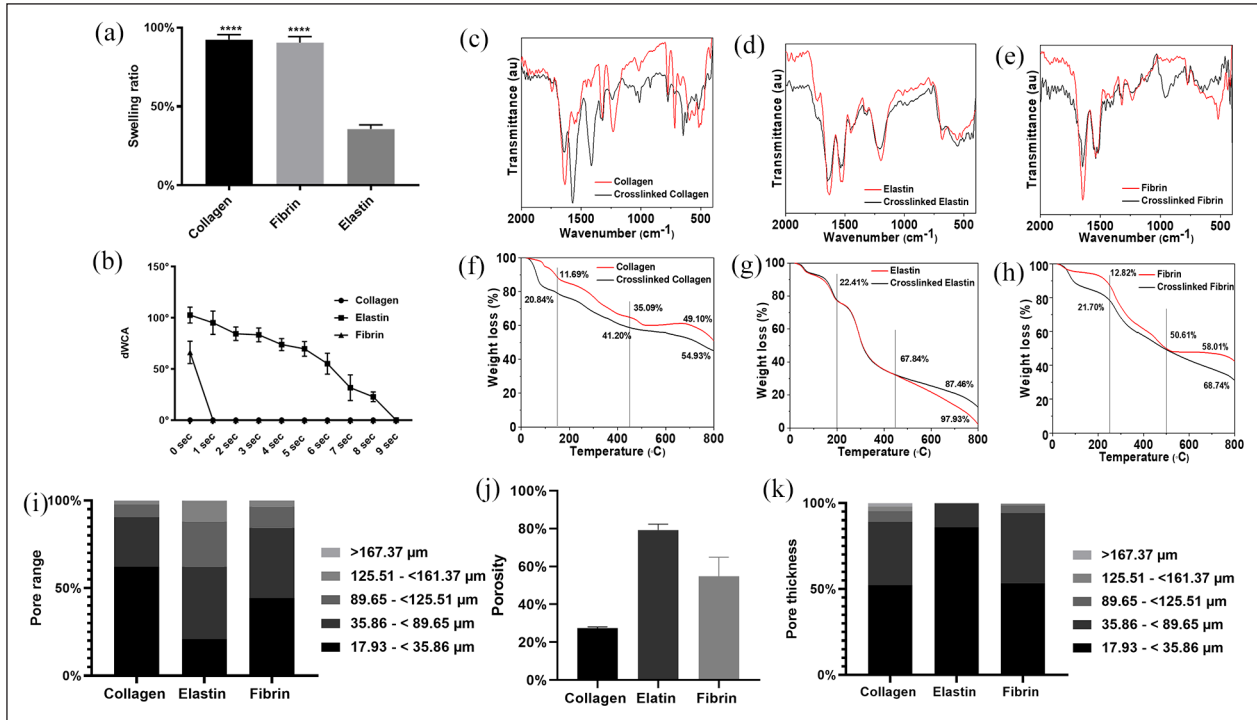 (a)
100%
50%
0%
Swelling ratio
****
****
Collagen
Fibrin
Elastin
(b)
150°
100°
50°
0°
dWCA
Collagen
Elastin
Fibrin
0 sec
1 sec
2 sec
3 sec
4 sec
5 sec
6 sec
7 sec
8 sec
9 sec
(c)
Transmittance (au)
Collagen
Crosslinked Collagen
2000
1500
1000
500
Wavenumber (cm-1)
(d)
Transmittance (au)
Elastin
Crosslinked Elastin
2000
1500
1000
500
Wavenumber (cm-1)
(e)
Transmittance (au)
Fibrin
Crosslinked Fibrin
2000
1500
1000
500
Wavenumber (cm-1)
(f)
Weight loss (%)
0
20
40
60
80
100
Collagen
Crosslinked Collagen
11.69%
20.84%
35.09%
41.20%
49.10%
54.93%
0
200
400
600
800
Temperature (◦C)
(g)
Weight loss (%)
0
20
40
60
80
100
Elastin
Crosslinked Elastin
22.41%
67.84%
87.46%
97.93%
0
200
400
600
800
Temperature (◦C)
(h)
Weight loss (%)
0
20
40
60
80
100
Fibrin
Crosslinked Fibrin
12.82%
21.70%
50.61%
58.01%
68.74%
0
200
400
600
800
Temperature (◦C)
(i)
100%
50%
0%
Pore range
Collagen
Elastin
Fibrin
>167.37 µm
125.51 - <161.37 µm
89.65 - <125.51 µm
35.86 - < 89.65 µm
17.93 - < 35.86 µm
(j)
100%
80%
60%
40%
20%
0%
Porosity
Collagen
Elatin
Fibrin
(k)
100%
50%
0%
Pore thickness
Collagen
Elastin
Fibrin
>167.37 µm
125.51 - <161.37 µm
89.65 - <125.51 µm
35.86 - < 89.65 µm
17.93 - < 35.86 µm